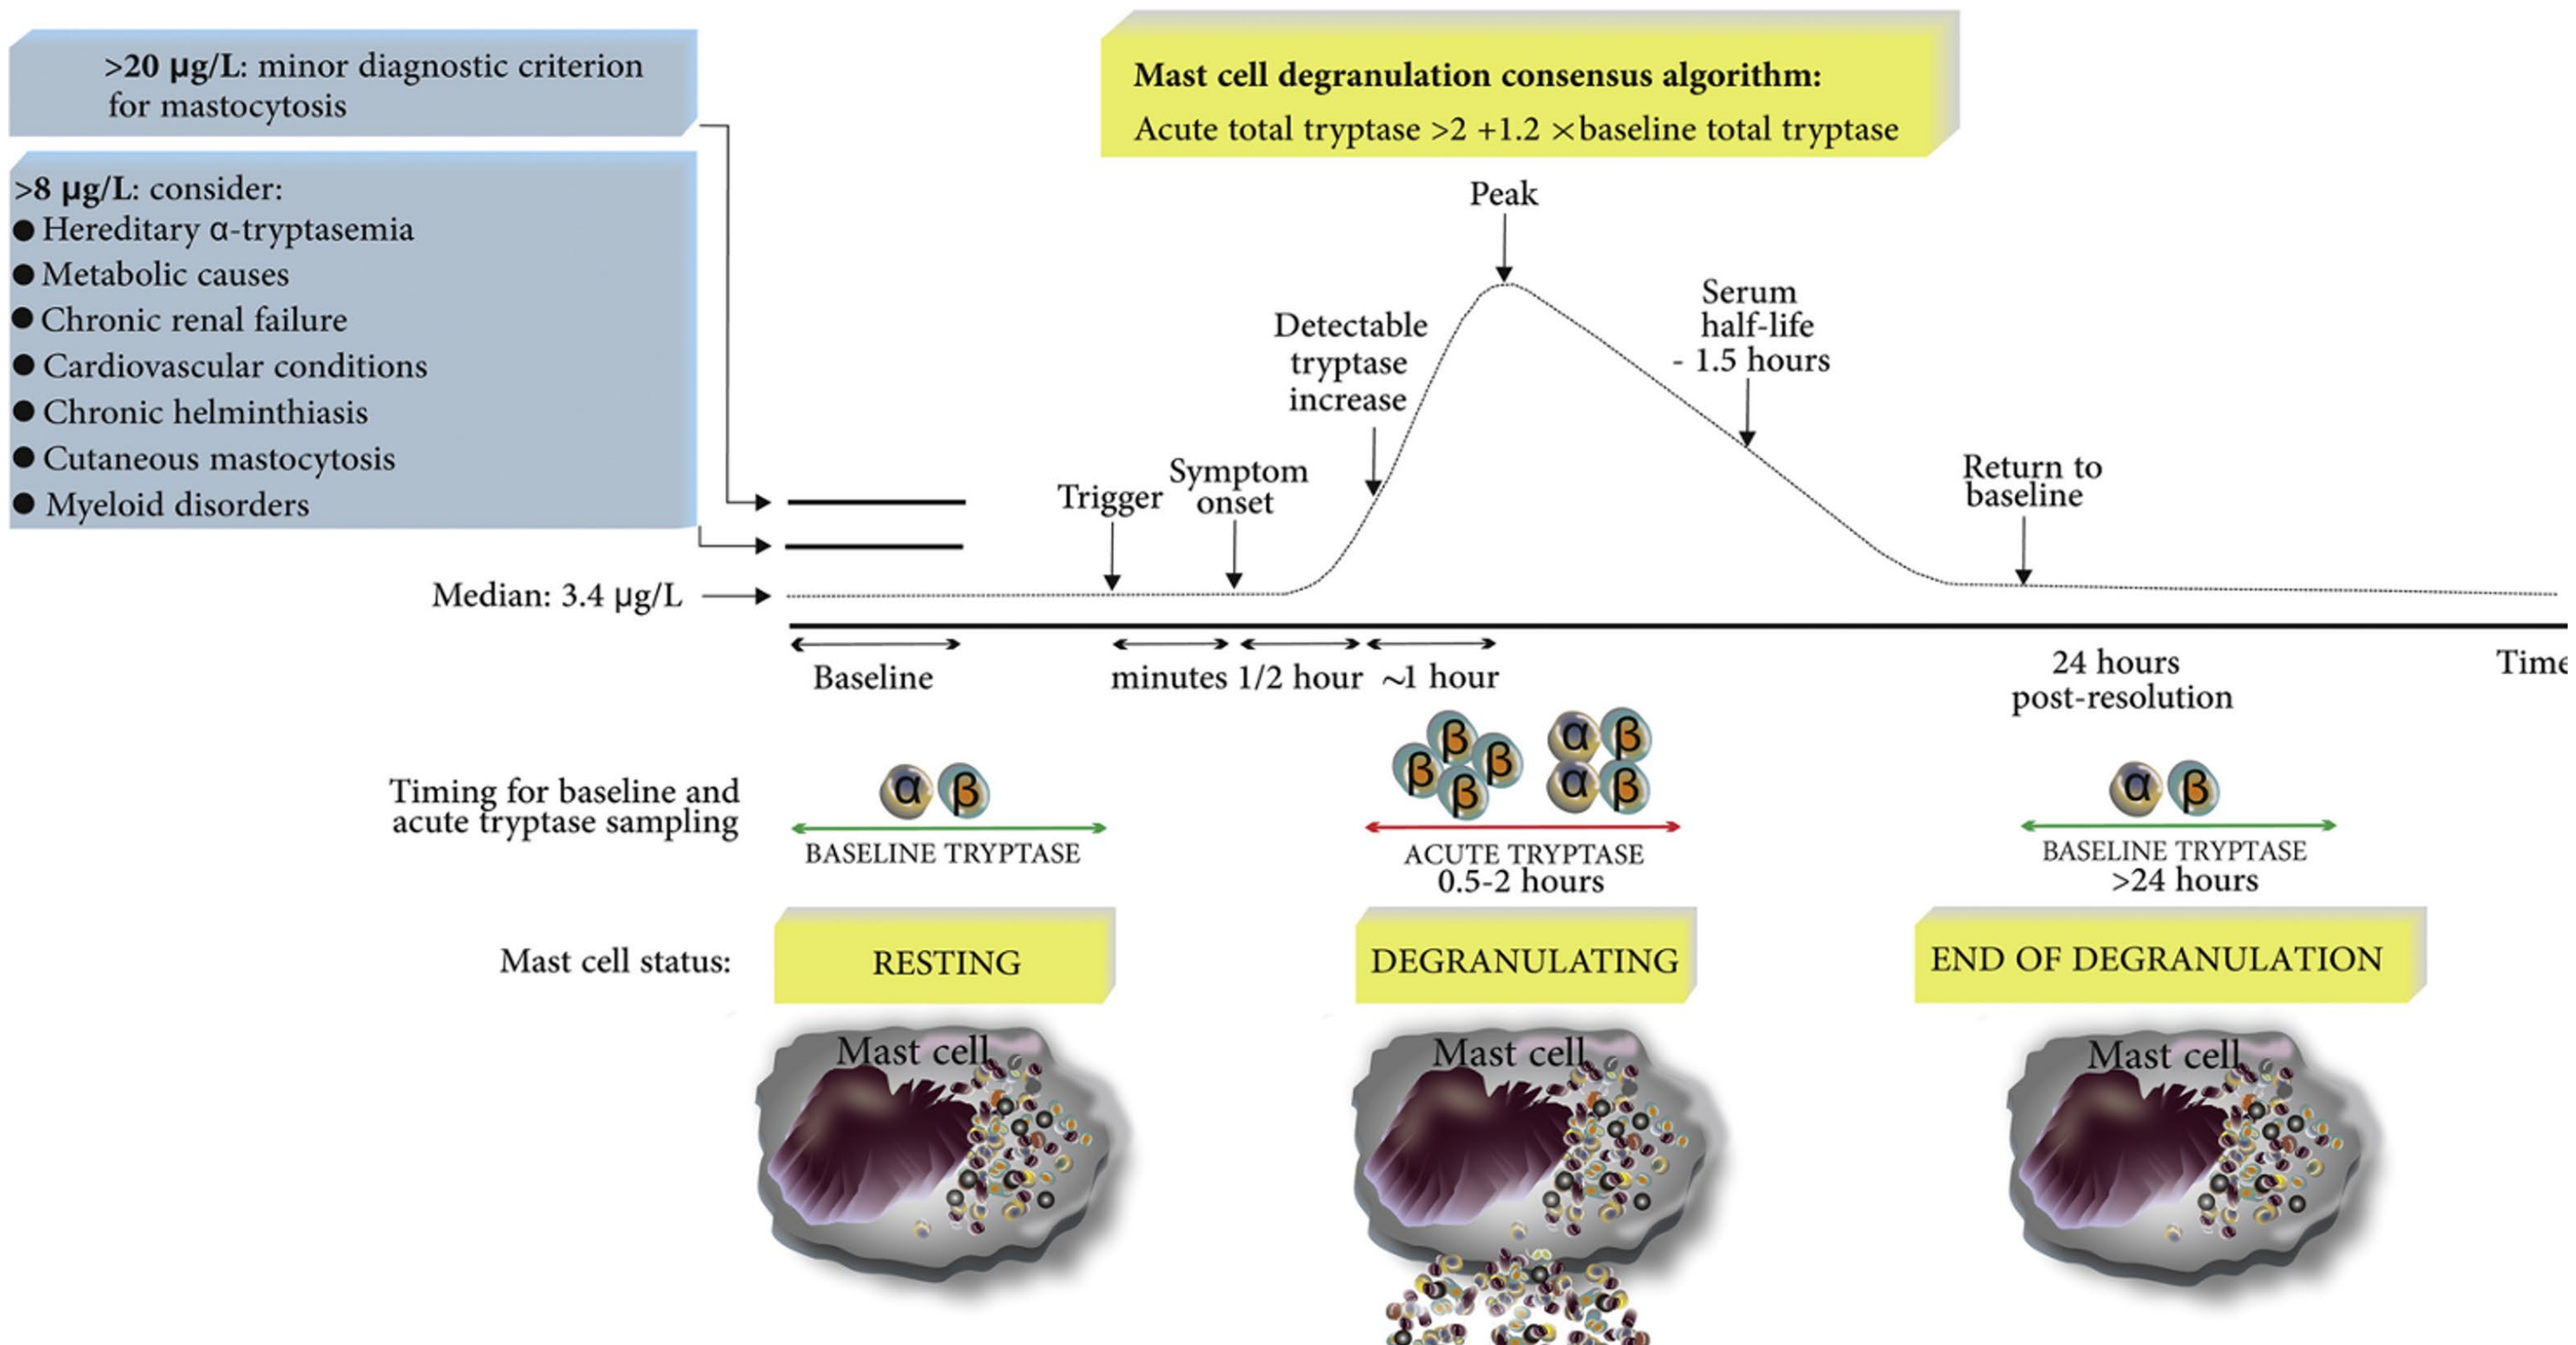 >20 µg/L: minor diagnostic criterion
for mastocytosis
>8 µg/L: consider:
● Hereditary α-tryptasemia
● Metabolic causes
● Chronic renal failure
● Cardiovascular conditions
● Chronic helminthiasis
● Cutaneous mastocytosis
● Myeloid disorders
Mast cell degranulation consensus algorithm:
Acute total tryptase >2 +1.2 ×baseline total tryptase
Peak
Serum
half-life
- 1.5 hours
Detectable
tryptase
increase
Trigger
Symptom
onset
Return to
baseline
Median: 3.4 µg/L
Baseline
minutes
1/2 hour
~1 hour
24 hours
post-resolution
Time
Timing for baseline and
acute tryptase sampling
α β
BASELINE TRYPTASE
β β β β
α β
α β
ACUTE TRYPTASE
0.5-2 hours
α β
BASELINE TRYPTASE
>24 hours
Mast cell status:
RESTING
DEGRANULATING
END OF DEGRANULATION
Mast cell
Mast cell
Mast cell